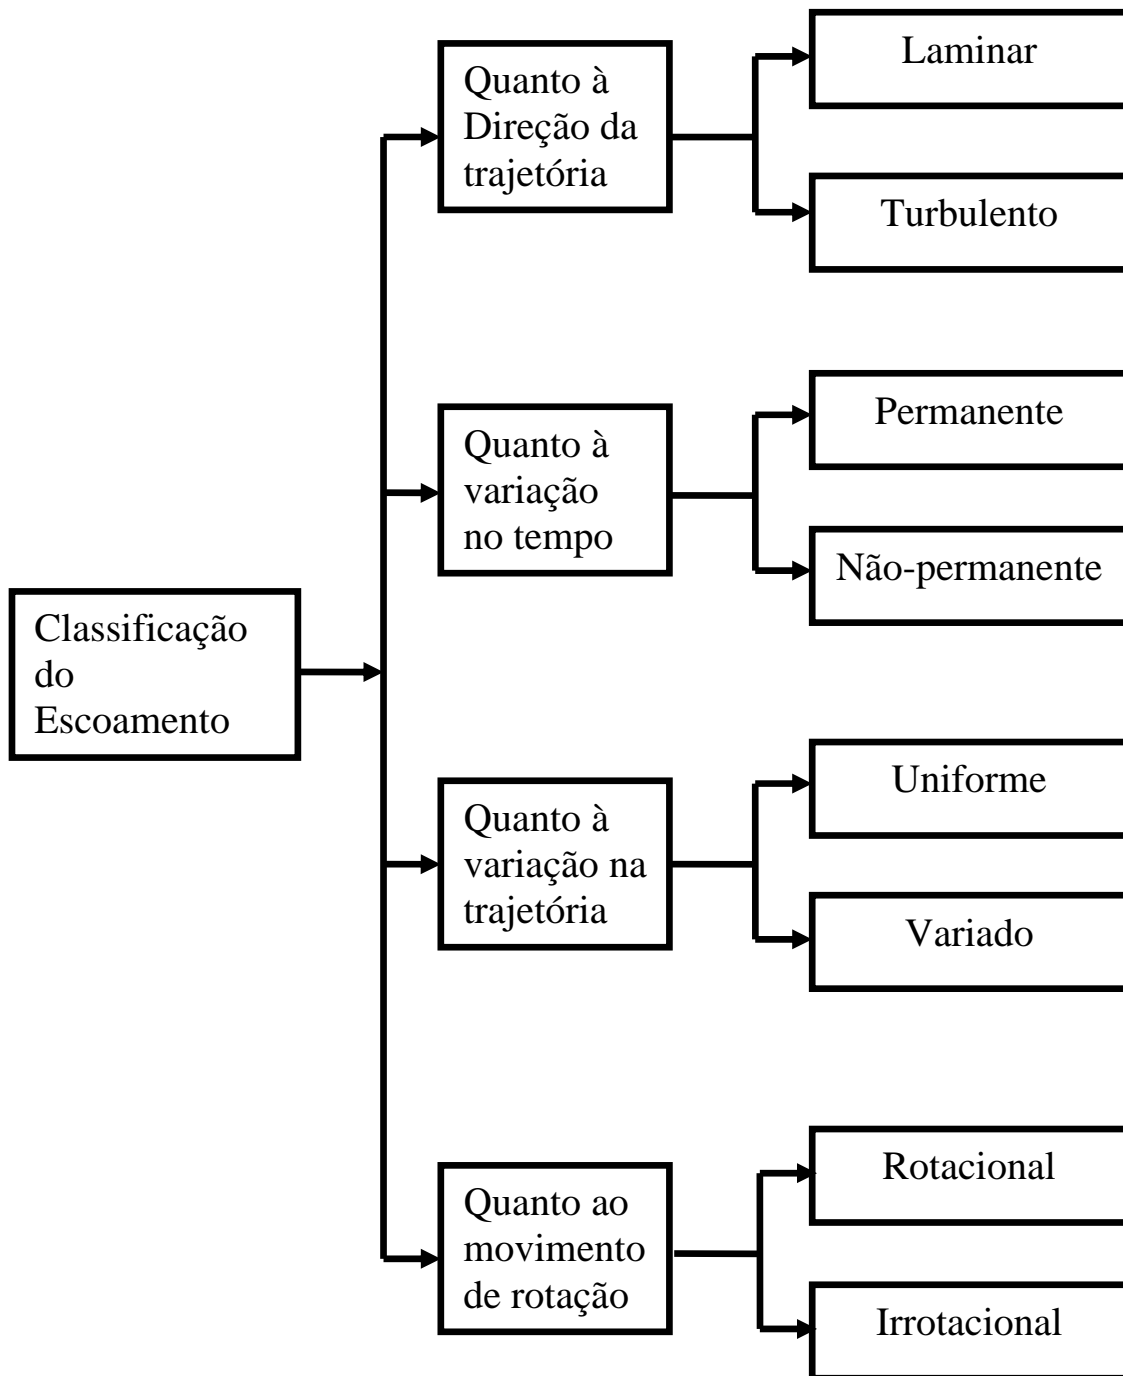 Classificação
do
Escoamento
Quanto à
Direção da
trajetória
Laminar
Turbulento
Quanto à
variação
no tempo
Permanente
Não-permanente
Quanto à
variação na
trajetória
Uniforme
Variado
Quanto ao
movimento
de rotação
Rotacional
Irrotacional